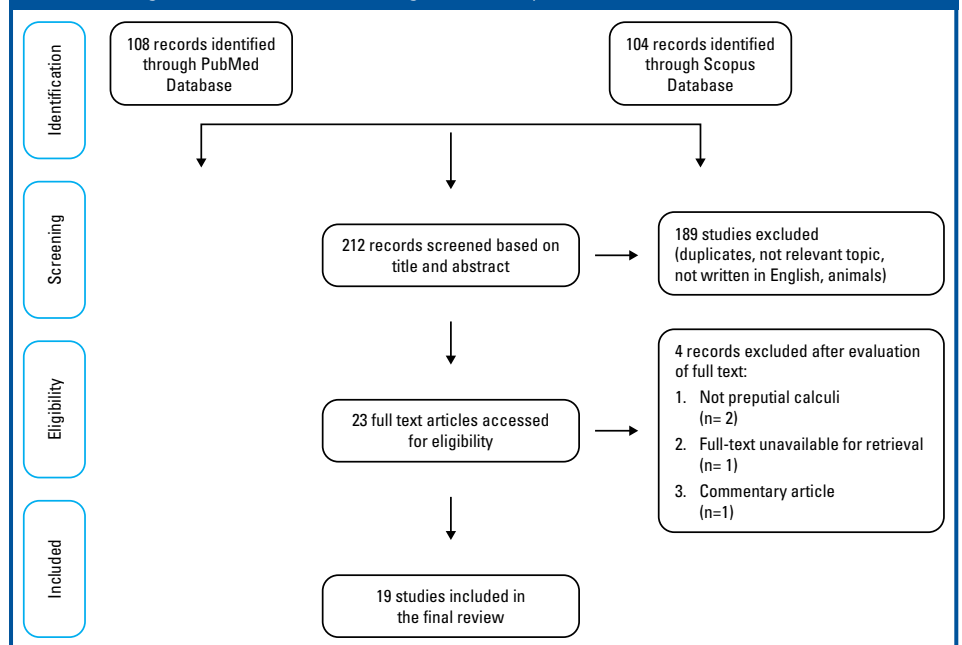 Identification
108 records identified
through PubMed
Database
104 records identified
through Scopus
Database
Screening
212 records screened based on
title and abstract
189 studies excluded
(duplicates, not relevant topic,
not written in English, animals)
Eligibility
23 full text articles accessed
for eligibility
4 records excluded after evaluation
of full text:
1. Not preputial calculi
(n= 2)
2. Full-text unavailable for retrieval
(n= 1)
3. Commentary article
(n=1)
Included
19 studies included in
the final review